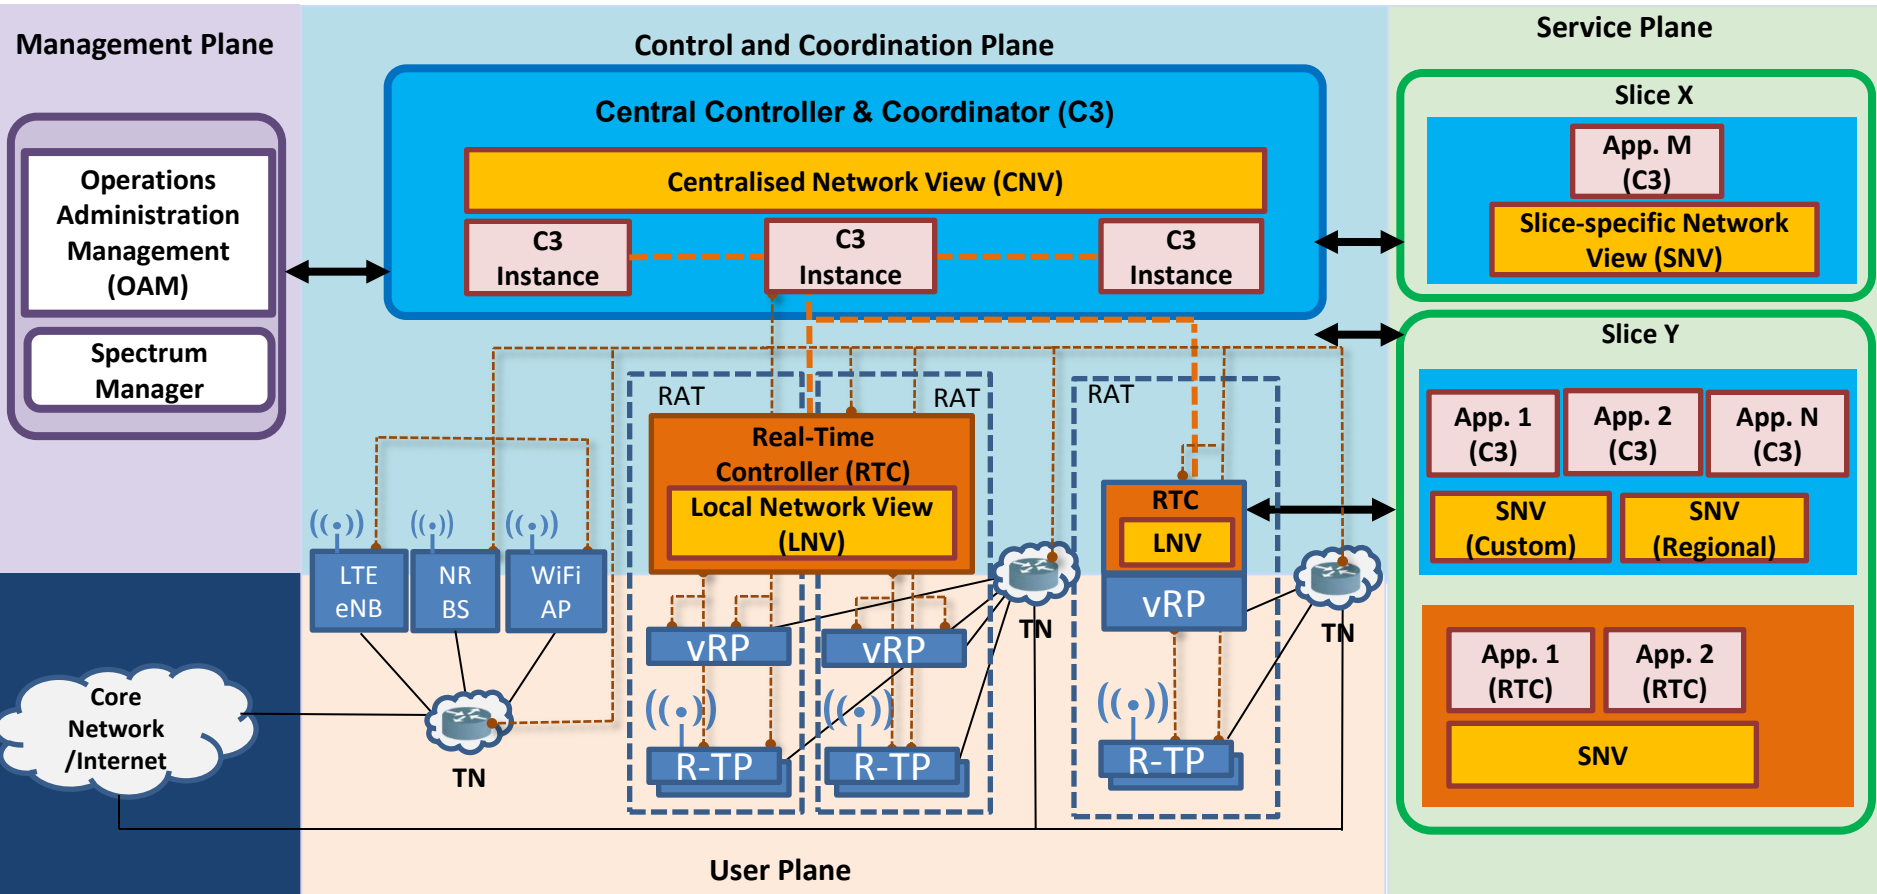 Management Plane
Control and Coordination Plane
Service Plane
Operations
Administration
Management
(OAM)
Spectrum
Manager
Central Controller & Coordinator (C3)
Centralised Network View (CNV)
C3
Instance
C3
Instance
C3
Instance
Slice X
App. M
(C3)
Slice-specific Network
View (SNV)
Slice Y
App. 1
(C3)
App. 2
(C3)
App. N
(C3)
SNV
(Custom)
SNV
(Regional)
App. 1
(RTC)
App. 2
(RTC)
SNV
RAT
RAT
RAT
Real-Time
Controller (RTC)
Local Network View
(LNV)
RTC
LNV
vRP
LTE
eNB
NR
BS
WiFi
AP
vRP
vRP
TN
TN
R-TP
R-TP
R-TP
TN
Core
Network
/Internet
User Plane